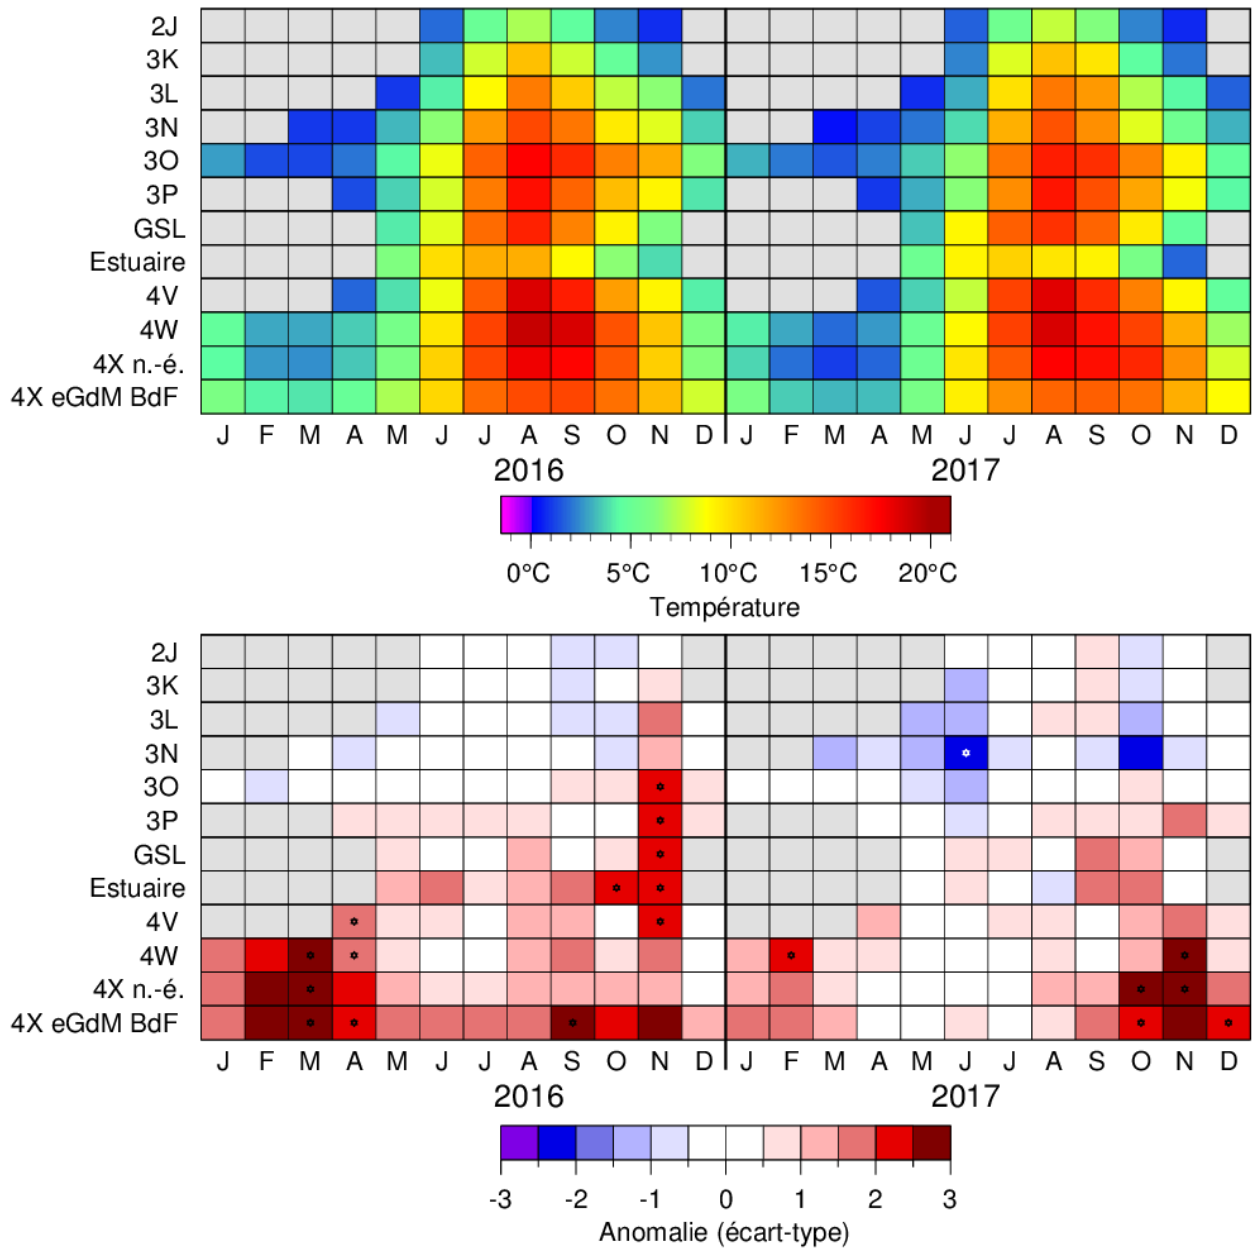 2J
3K
3L
3N
3O
3P
GSL
Estuaire
4V
4W
4X n.-é.
4X eGdM BdF
J F M A M J J A S O N D J F M A M J J A S O N D
2016 2017
0°C 5°C 10°C 15°C 20°C
Température
2J
3K
3L
3N
3O
3P
GSL
Estuaire
4V
4W
4X n.-é.
4X eGdM BdF
J F M A M J J A S O N D J F M A M J J A S O N D
2016 2017
-3 -2 -1 0 1 2 3
Anomalie (écart-type)